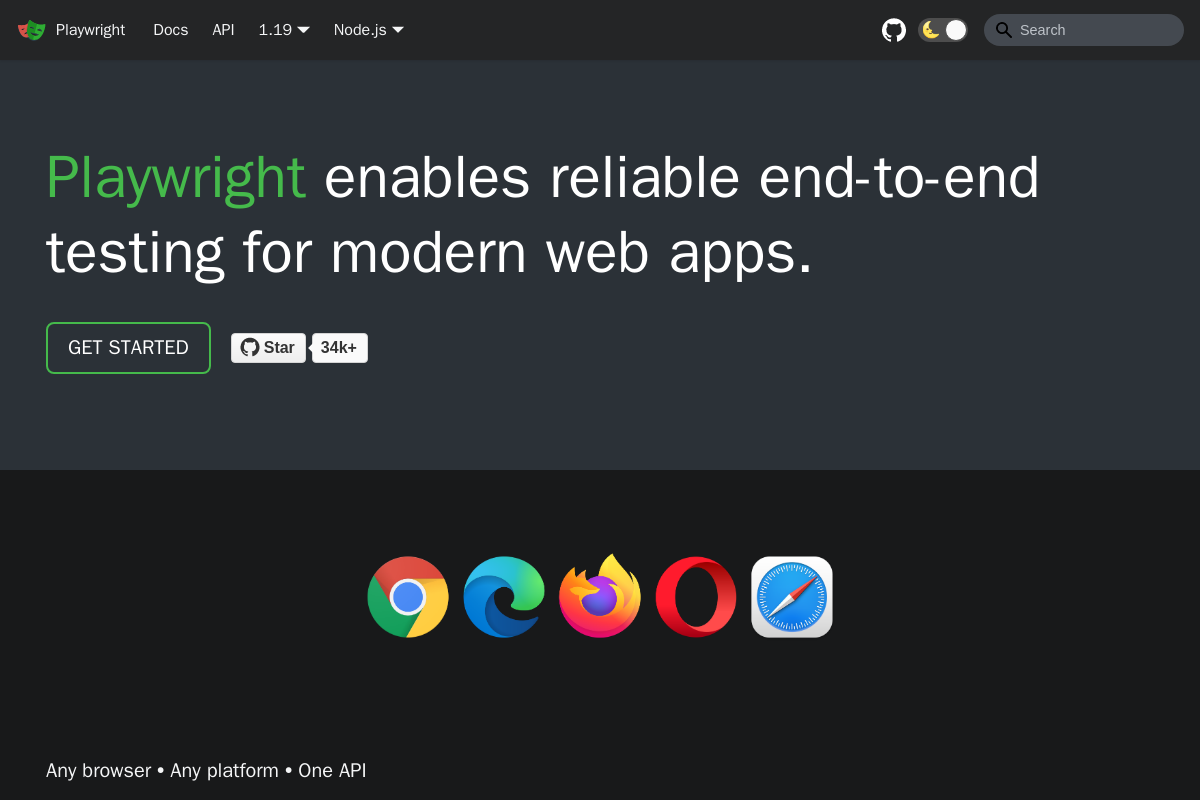 Playwright Docs API 1.19 Node.js Search
Playwright enables reliable end-to-end
testing for modern web apps.
GET STARTED Star 34k+
Any browser • Any platform • One API